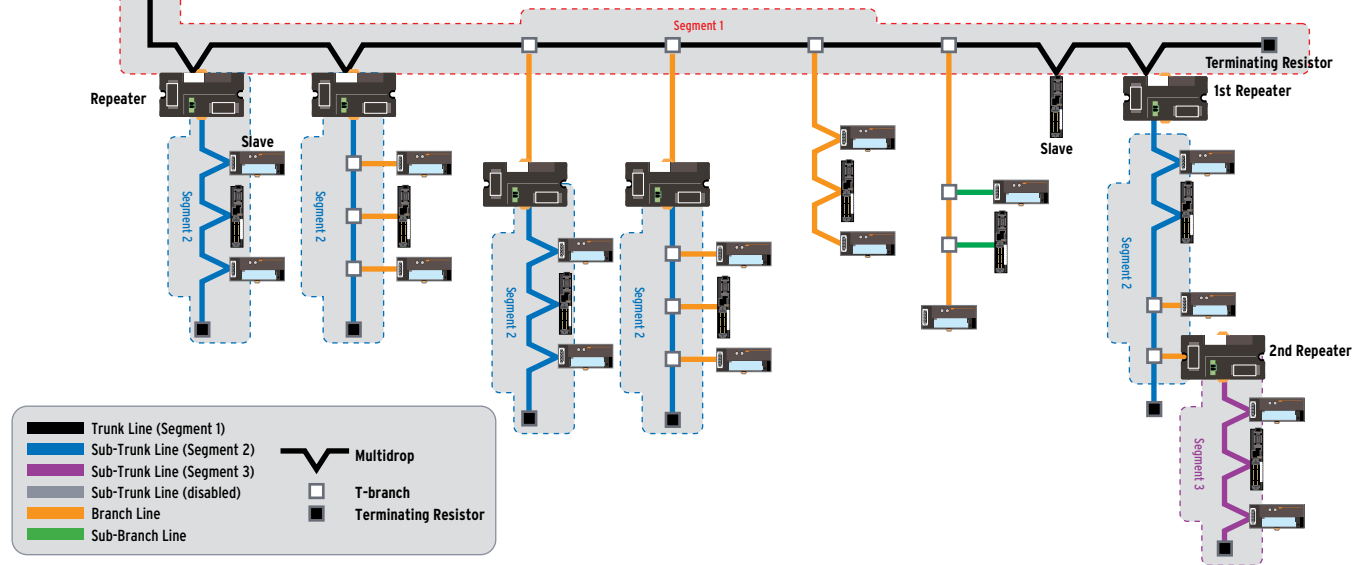 Segment 1
Terminating Resistor
Repeater
1st Repeater
Slave
Slave
Segment 2
Segment 2
Segment 2
Segment 2
Segment 2
2nd Repeater
Segment 3
Trunk Line (Segment 1)
Sub-Trunk Line (Segment 2)
Sub-Trunk Line (Segment 3)
Sub-Trunk Line (disabled)
Branch Line
Sub-Branch Line
Multidrop
T-branch
Terminating Resistor